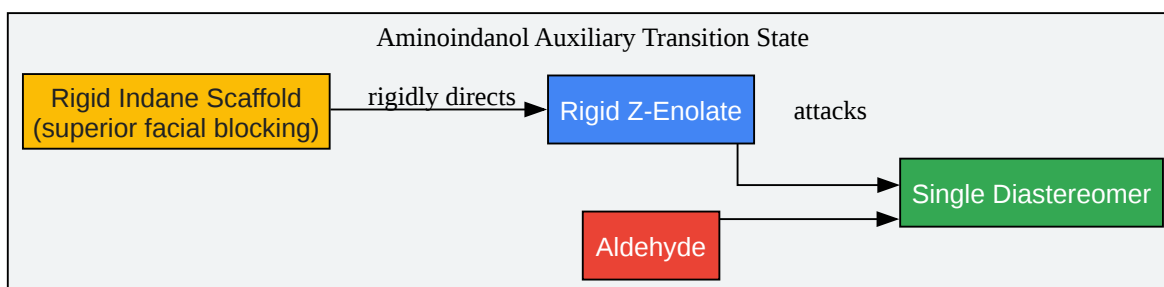 Aminoindanol Auxiliary Transition State
Rigid Indane Scaffold
(superior facial blocking)
rigidly directs
Rigid Z-Enolate
attacks
Single Diastereomer
Aldehyde